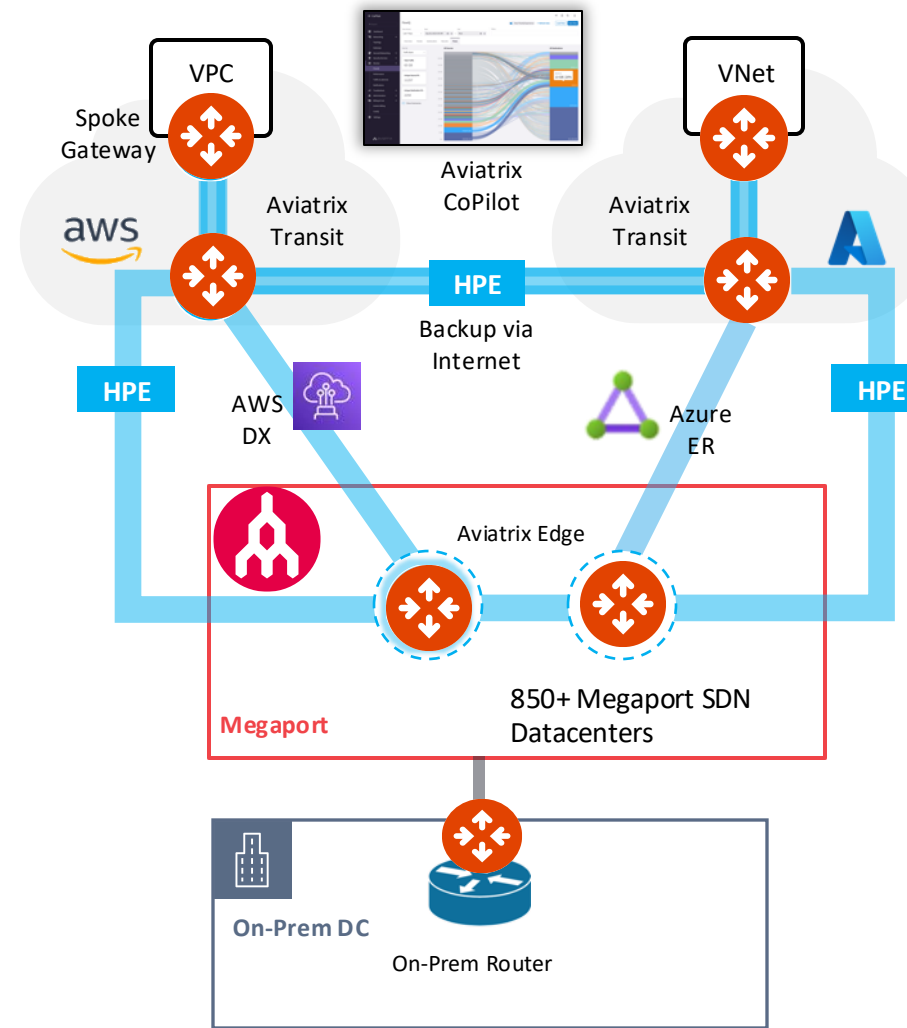 VPC
VNet
Spoke
Gateway
Aviatrix
CoPilot
aws
Aviatrix
Transit
Aviatrix
Transit
HPE
Backup via
Internet
HPE
HPE
AWS
DX
Azure
ER
Aviatrix Edge
850+ Megaport SDN
Datacenters
Megaport
On-Prem DC
On-Prem Router